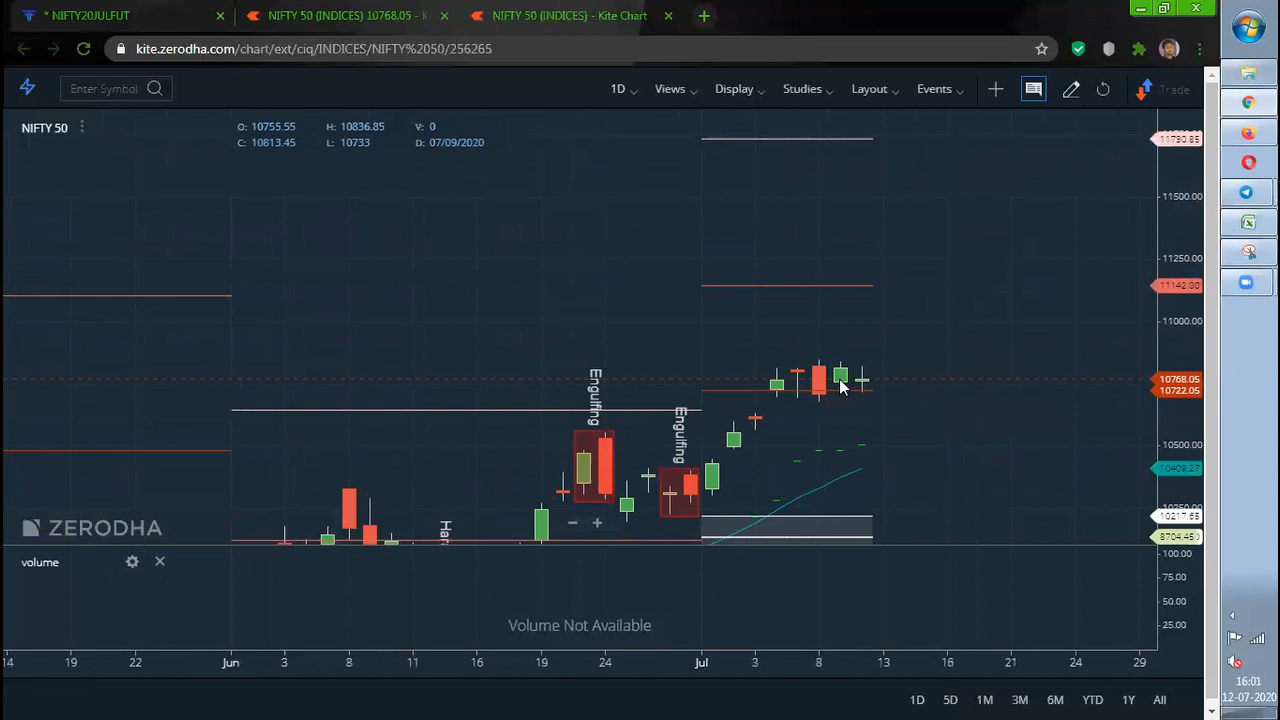 * NIFTY20JULFUT
NIFTY 50 (INDICES) 10768.05 -
NIFTY 50 (INDICES) - Kite Chart
kite.zerodha.com/chart/ext/ciq/INDICES/NIFTY%2050/256265
Enter Symbol
1D Views Display Studies Layout Events Trade
NIFTY 50
O: 10755.55 H: 10836.85 V: 0
C: 10813.45 L: 10733 D: 07/09/2020
11730.85
11500.00
11250.00
11142.00
11000.00
10768.05
10722.05
10500.00
10409.27
10217.65
8704.45
Engulfing
Engulfing
ZERODHA
volume
100.00
75.00
50.00
25.00
Volume Not Available
14 19 22 Jun 3 8 11 16 19 24 Jul 3 8 13 16 21 24 29
1D 5D 1M 3M 6M YTD 1Y All
16:01
12-07-2020